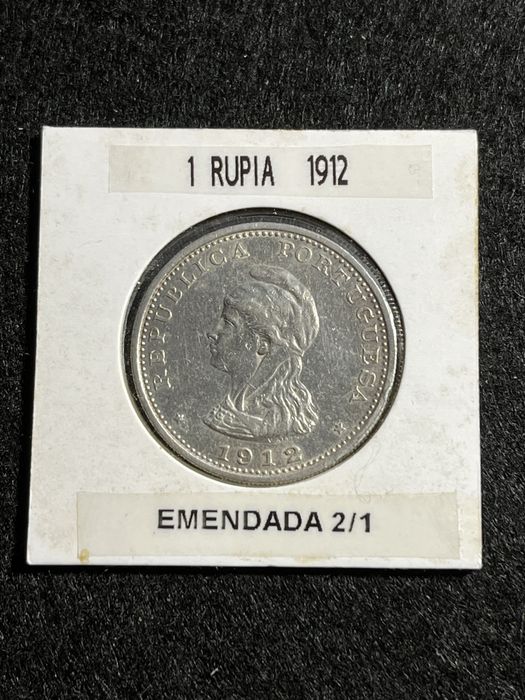 1 RUPIA 1912
REPUBLICA PORTUGUESA
1912
EMENDADA 2/1